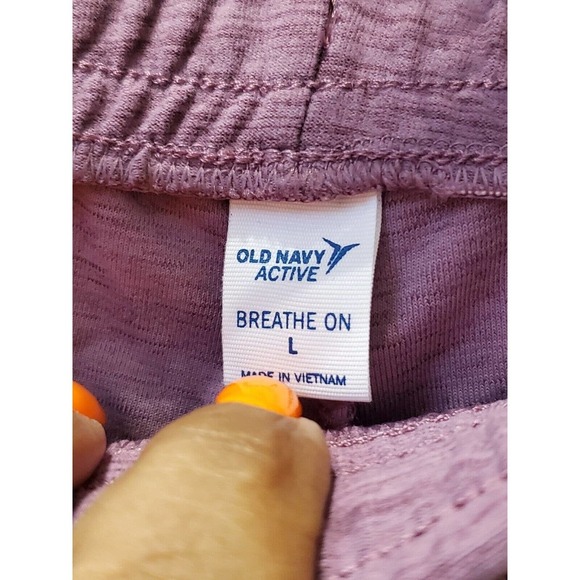 OLD NAVY
ACTIVE
BREATHE ON
L
MADE IN VIETNAM